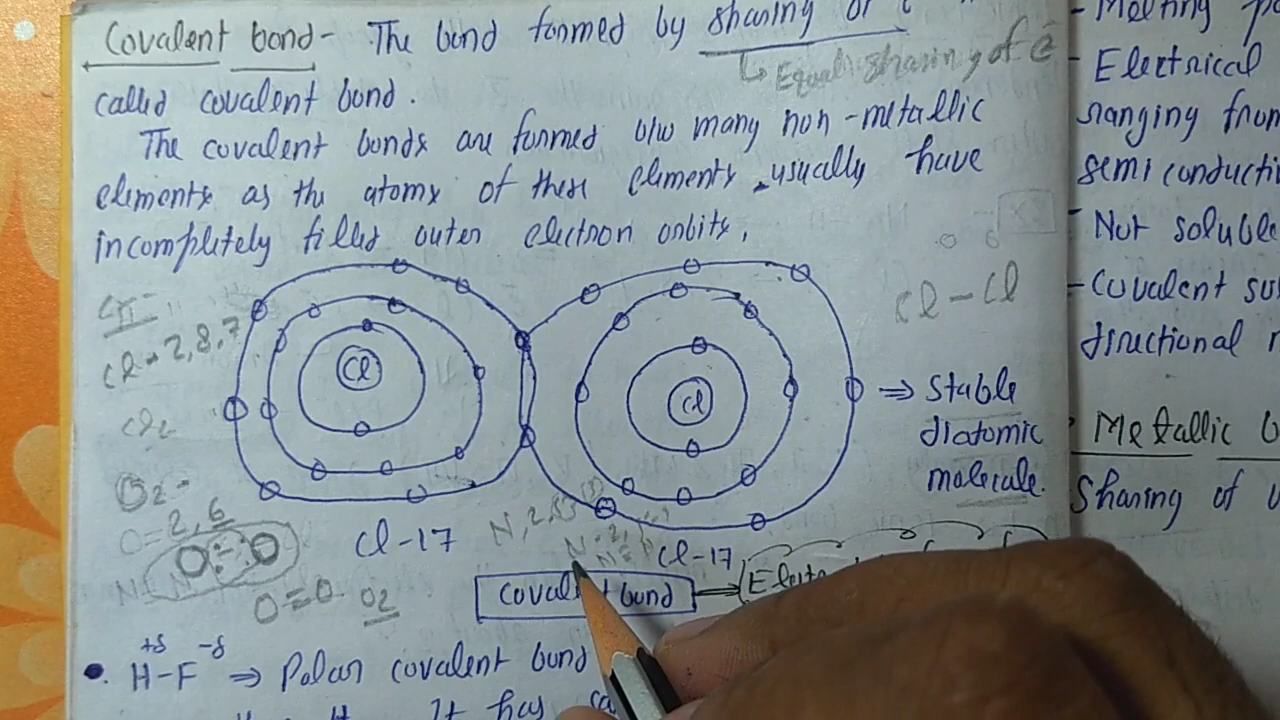 Covalent bond - The bond formed by sharing of
Equal sharing of e̅
called covalent bond.
The covalent bonds are formed b/w many non-metallic
elements as the atoms of these elements usually have
incompletely filled outer electron orbits,
Cl - 2,8,7
Cl
Cl
Cl - Cl
⇒ Stable
diatomic
molecule.
Cl₂
O₂ -
O = 2, 6
O O
Cl-17
Cl-17
N ≡ N
O = O O₂
Covalent bond
+δ -δ
• H-F ⇒ Polar covalent bond
It has
- Melting
- Electrical
ranging from
semi conducti
- Not soluble
- Covalent
directional
• Metallic
Sharing of